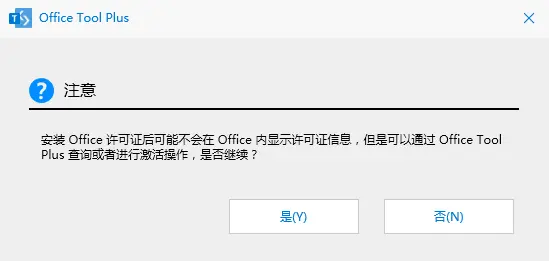 Office Tool Plus
注意
安装 Office 许可证后可能不会在 Office 内显示许可证信息，但是可以通过 Office Tool
Plus 查询或者进行激活操作，是否继续？
是(Y)
否(N)